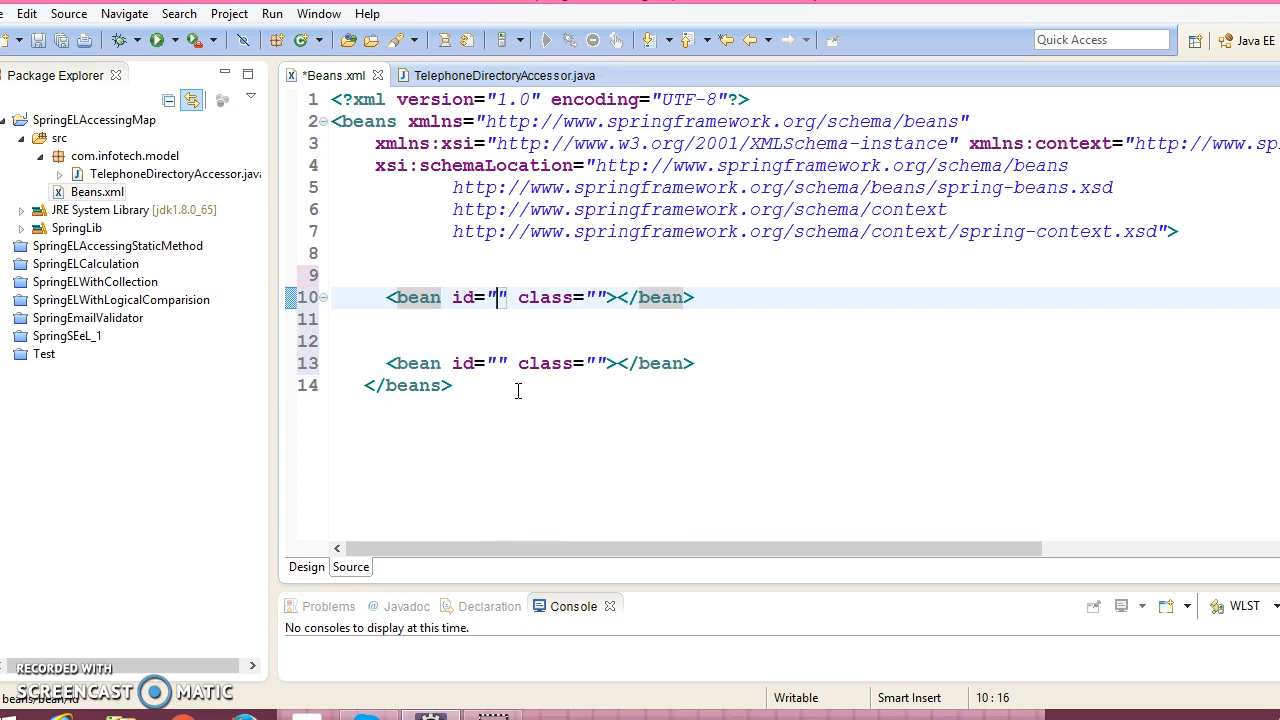 Edit Source Navigate Search Project Run Window Help
Quick Access
Java EE
Package Explorer
*Beans.xml
TelephoneDirectoryAccessor.java
SpringELAccessingMap
src
com.infotech.model
TelephoneDirectoryAccessor.java
Beans.xml
JRE System Library [jdk1.8.0_65]
SpringLib
SpringELAccessingStaticMethod
SpringELCalculation
SpringELWithCollection
SpringELWithLogicalComparision
SpringEmailValidator
SpringSEeL_1
Test
1 <?xml version="1.0" encoding="UTF-8"?>
2 <beans xmlns="http://www.springframework.org/schema/beans"
3 xmlns:xsi="http://www.w3.org/2001/XMLSchema-instance" xmlns:context="http://www.
4 xsi:schemaLocation="http://www.springframework.org/schema/beans
5 http://www.springframework.org/schema/beans/spring-beans.xsd
6 http://www.springframework.org/schema/context
7 http://www.springframework.org/schema/context/spring-context.xsd">
8
9
10 <bean id="" class=""></bean>
11
12
13 <bean id="" class=""></bean>
14 </beans>
Design Source
Problems @ Javadoc Declaration Console
WLST
No consoles to display at this time.
RECORDED WITH
SCREENCAST MATIC
Writable Smart Insert 10 : 16